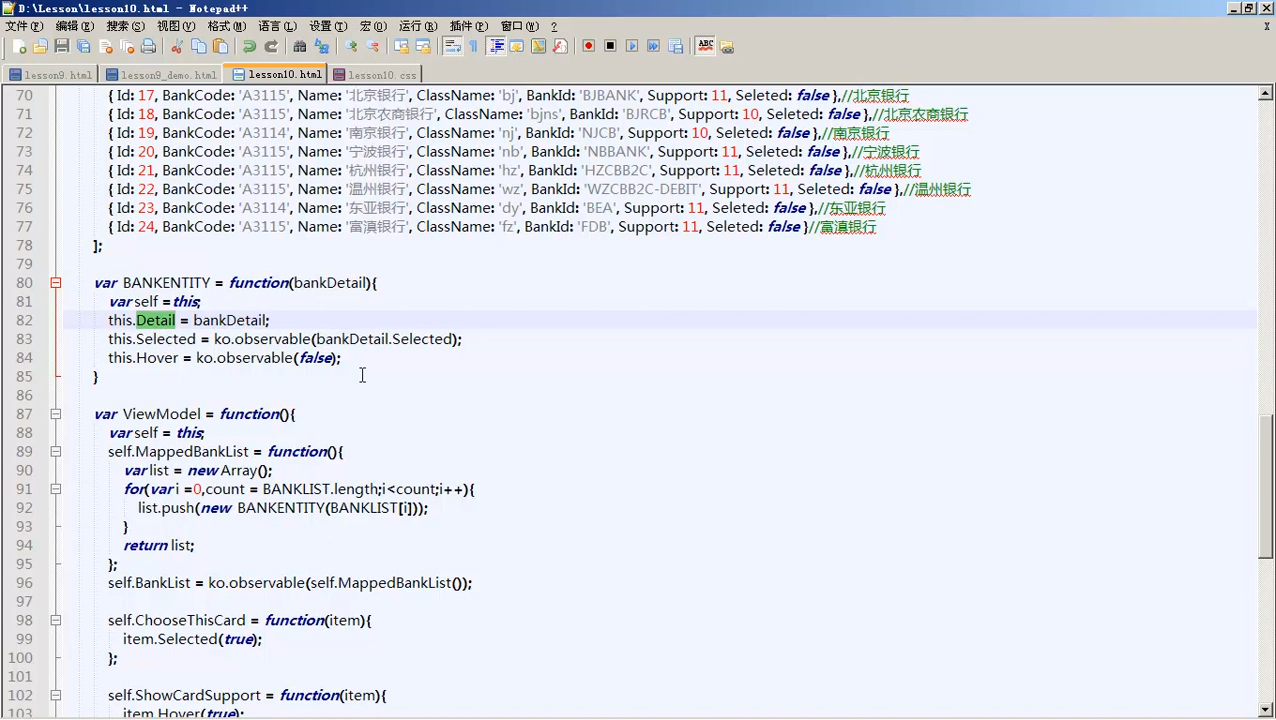 D:\Lesson\lesson10.html - Notepad++
文件(F) 编辑(E) 搜索(S) 视图(V) 格式(M) 语言(L) 设置(T) 宏(O) 运行(R) 插件(P) 窗口(W) ? X
ABC
lesson9.html lesson9_demo.html lesson10.html lesson10.css
70 { Id: 17, BankCode: 'A3115', Name: '北京银行', ClassName: 'bj', BankId: 'BJBANK', Support: 11, Seleted: false },//北京银行
71 { Id: 18, BankCode: 'A3115', Name: '北京农商银行', ClassName: 'bjns', BankId: 'BJRCB', Support: 10, Seleted: false },//北京农商银行
72 { Id: 19, BankCode: 'A3114', Name: '南京银行', ClassName: 'nj', BankId: 'NJCB', Support: 10, Seleted: false },//南京银行
73 { Id: 20, BankCode: 'A3115', Name: '宁波银行', ClassName: 'nb', BankId: 'NBBANK', Support: 11, Seleted: false },//宁波银行
74 { Id: 21, BankCode: 'A3115', Name: '杭州银行', ClassName: 'hz', BankId: 'HZCBB2C', Support: 11, Seleted: false },//杭州银行
75 { Id: 22, BankCode: 'A3115', Name: '温州银行', ClassName: 'wz', BankId: 'WZCBB2C-DEBIT', Support: 11, Seleted: false },//温州银行
76 { Id: 23, BankCode: 'A3114', Name: '东亚银行', ClassName: 'dy', BankId: 'BEA', Support: 11, Seleted: false },//东亚银行
77 { Id: 24, BankCode: 'A3115', Name: '富滇银行', ClassName: 'fz', BankId: 'FDB', Support: 11, Seleted: false }//富滇银行
78 ];
79
80 var BANKENTITY = function(bankDetail){
81 var self =this;
82 this.Detail = bankDetail;
83 this.Selected = ko.observable(bankDetail.Selected);
84 this.Hover = ko.observable(false);
85 }
86
87 var ViewModel = function(){
88 var self = this;
89 self.MappedBankList = function(){
90 var list = new Array();
91 for(var i =0,count = BANKLIST.length;i<count;i++){
92 list.push(new BANKENTITY(BANKLIST[i]));
93 }
94 return list;
95 };
96 self.BankList = ko.observable(self.MappedBankList());
97
98 self.ChooseThisCard = function(item){
99 item.Selected(true);
100 };
101
102 self.ShowCardSupport = function(item){
103 item.Hover(true);